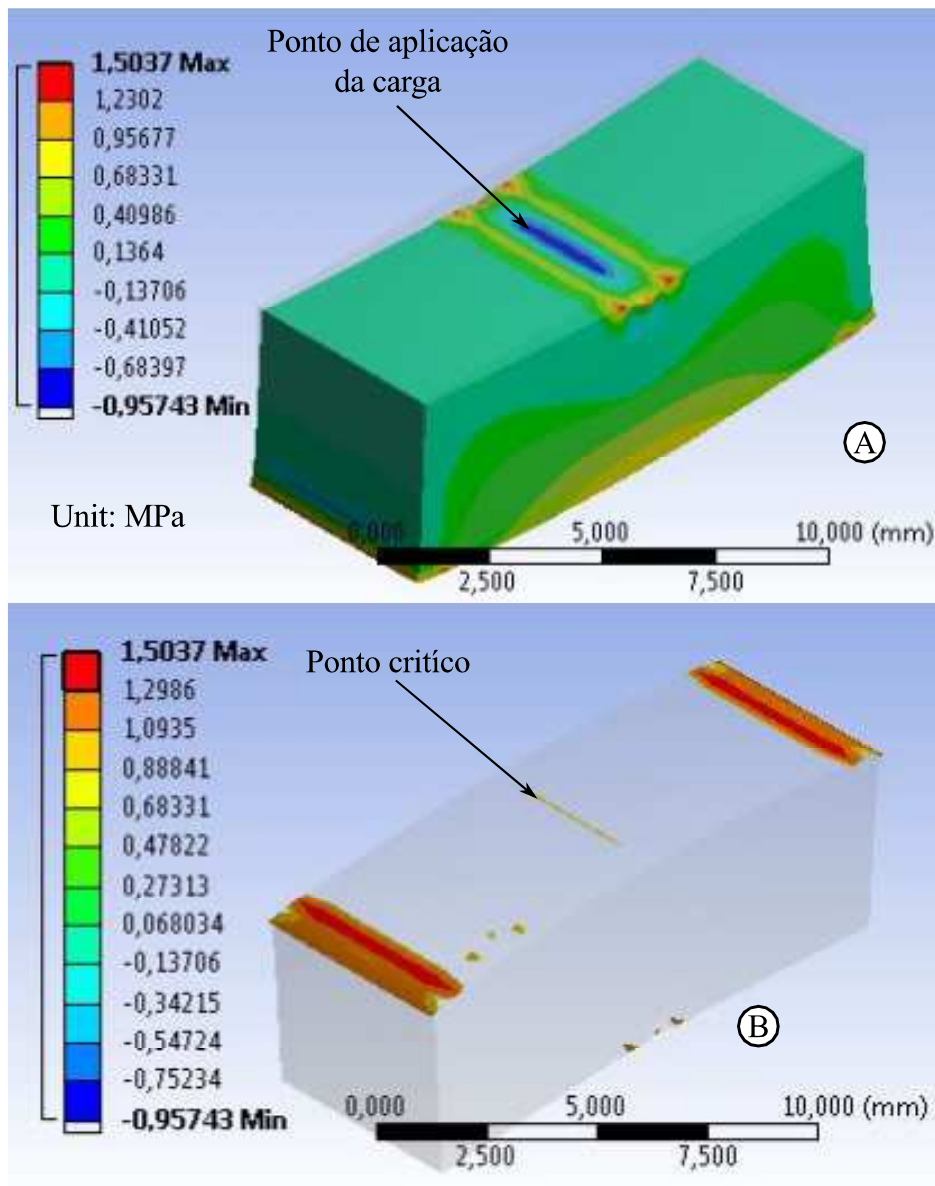 Ponto de aplicação
da carga
1,5037 Max
1,2302
0,95677
0,68331
0,40986
0,1364
-0,13706
-0,41052
-0,68397
-0,95743 Min
A
Unit: MPa
0,000 5,000 10,000 (mm)
2,500 7,500
1,5037 Max
1,2986
1,0935
0,88841
0,68331
0,47822
0,27313
0,068034
-0,13706
-0,34215
-0,54724
-0,75234
-0,95743 Min
Ponto critíco
B
0,000 5,000 10,000 (mm)
2,500 7,500